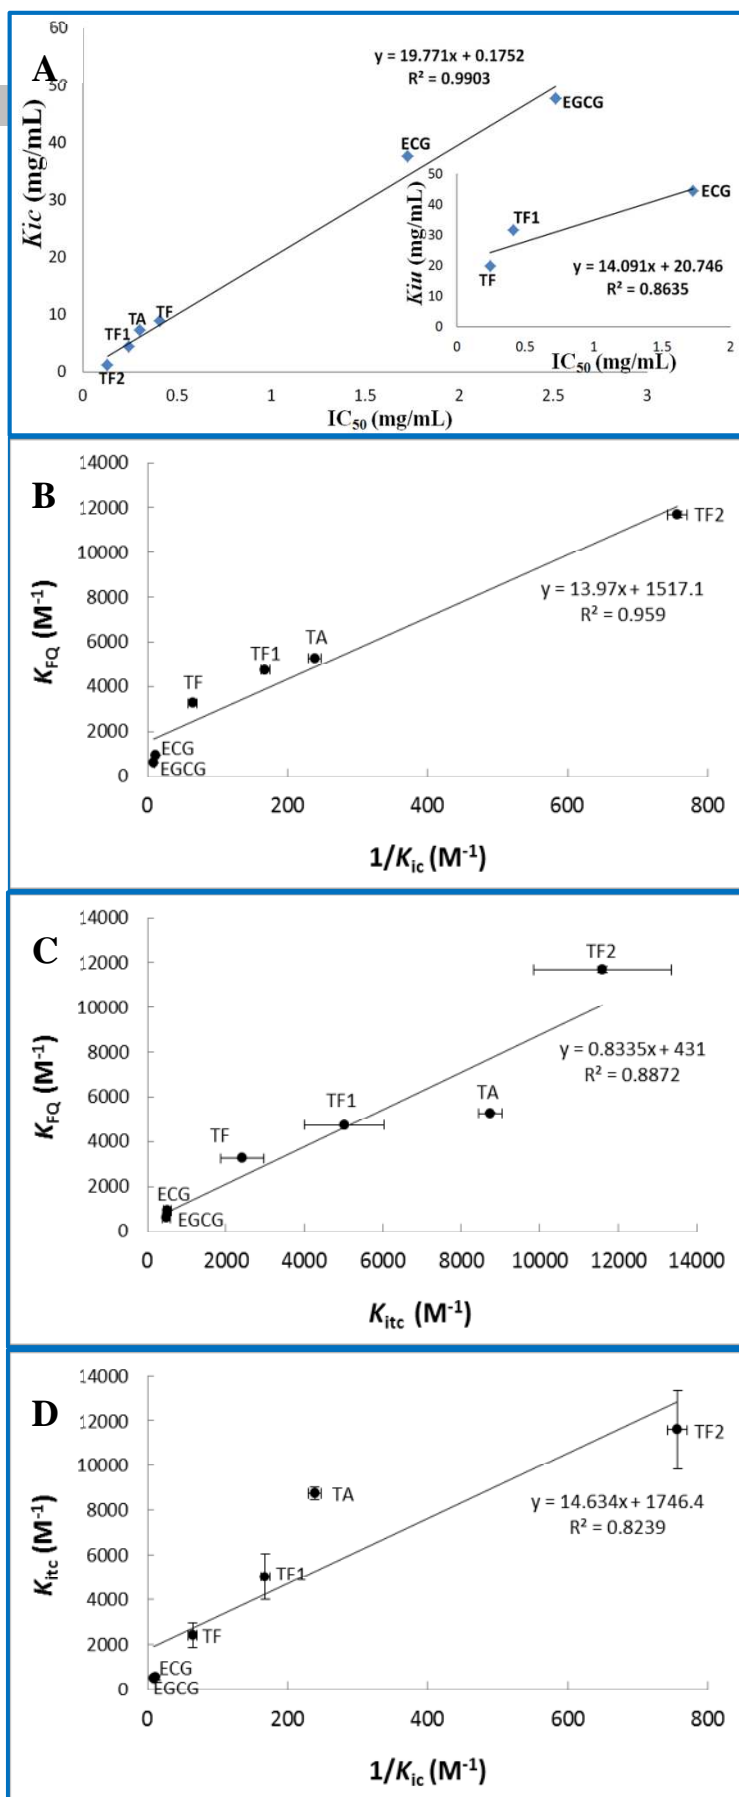 A
Kic (mg/mL)
60
50
40
30
20
10
0
y = 19.771x + 0.1752
R² = 0.9903
EGCG
ECG
TA
TF
TF1
TF2
0
0.5
1
1.5
2
2.5
3
IC50 (mg/mL)
Kiu (mg/mL)
50
40
30
20
10
0
ECG
TF1
TF
y = 14.091x + 20.746
R² = 0.8635
0
0.5
1
1.5
2
IC50 (mg/mL)
B
KFQ (M-1)
14000
12000
10000
8000
6000
4000
2000
0
TF2
y = 13.97x + 1517.1
R² = 0.959
TA
TF1
TF
ECG
EGCG
0
200
400
600
800
1/Kic (M-1)
C
KFQ (M-1)
14000
12000
10000
8000
6000
4000
2000
0
TF2
y = 0.8335x + 431
R² = 0.8872
TA
TF1
TF
ECG
EGCG
0
2000
4000
6000
8000
10000
12000
14000
Kitc (M-1)
D
Kitc (M-1)
14000
12000
10000
8000
6000
4000
2000
0
TF2
TA
y = 14.634x + 1746.4
R² = 0.8239
TF1
TF
ECG
EGCG
0
200
400
600
800
1/Kic (M-1)